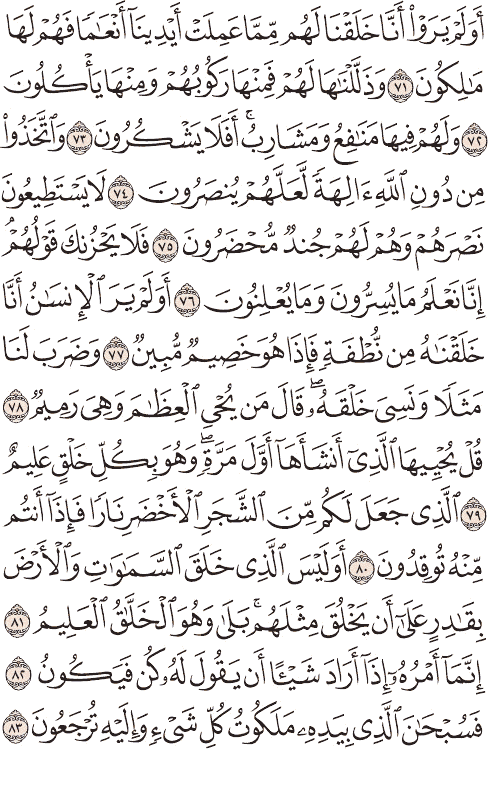 أَوَلَمْ يَرَوْا۟ أَنَّا خَلَقْنَا لَهُم مِّمَّا عَمِلَتْ أَيْدِينَآ أَنْعَٰمًا فَهُمْ لَهَا
مَٰلِكُونَ ٧١ وَذَلَّلْنَٰهَا لَهُمْ فَمِنْهَا رَكُوبُهُمْ وَمِنْهَا يَأْكُلُونَ
٧٢ وَلَهُمْ فِيهَا مَنَٰفِعُ وَمَشَارِبُ ۚ أَفَلَا يَشْكُرُونَ ٧٣ وَٱتَّخَذُوا۟
مِن دُونِ ٱللَّهِ ءَالِهَةً لَّعَلَّهُمْ يُنصَرُونَ ٧٤ لَا يَسْتَطِيعُونَ
نَصْرَهُمْ وَهُمْ لَهُمْ جُندٌ مُّحْضَرُونَ ٧٥ فَلَا يَحْزُنكَ قَوْلُهُمْ ۘ
إِنَّا نَعْلَمُ مَا يُسِرُّونَ وَمَا يُعْلِنُونَ ٧٦ أَوَلَمْ يَرَ ٱلْإِنسَٰنُ أَنَّا
خَلَقْنَٰهُ مِن نُّطْفَةٍ فَإِذَا هُوَ خَصِيمٌ مُّبِينٌ ٧٧ وَضَرَبَ لَنَا
مَثَلًا وَنَسِىَ خَلْقَهُۥ ۖ قَالَ مَن يُحْىِ ٱلْعِظَٰمَ وَهِىَ رَمِيمٌ ٧٨
قُلْ يُحْيِيهَا ٱلَّذِىٓ أَنشَأَهَآ أَوَّلَ مَرَّةٍ ۖ وَهُوَ بِكُلِّ خَلْقٍ عَلِيمٌ
٧٩ ٱلَّذِى جَعَلَ لَكُم مِّنَ ٱلشَّجَرِ ٱلْأَخْضَرِ نَارًا فَإِذَآ أَنتُم
مِّنْهُ تُوقِدُونَ ٨٠ أَوَلَيْسَ ٱلَّذِى خَلَقَ ٱلسَّمَٰوَٰتِ وَٱلْأَرْضَ
بِقَٰدِرٍ عَلَىٰٓ أَن يَخْلُقَ مِثْلَهُم ۚ بَلَىٰ وَهُوَ ٱلْخَلَّٰقُ ٱلْعَلِيمُ ٨١
إِنَّمَآ أَمْرُهُۥٓ إِذَآ أَرَادَ شَيْـًٔا أَن يَقُولَ لَهُۥ كُن فَيَكُونُ ٨٢
فَسُبْحَٰنَ ٱلَّذِى بِيَدِهِۦ مَلَكُوتُ كُلِّ شَىْءٍ وَإِلَيْهِ تُرْجَعُونَ ٨٣